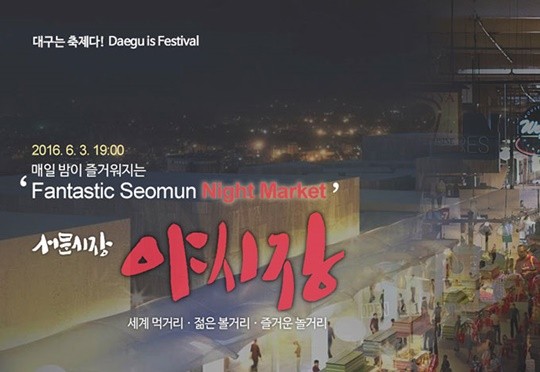 대구는 축제다! Daegu is Festival
2016. 6. 3. 19:00
매일 밤이 즐거워지는
‘Fantastic Seomun Night Market’
서문시장 야시장
세계 먹거리 · 젊은 볼거리 · 즐거운 놀거리